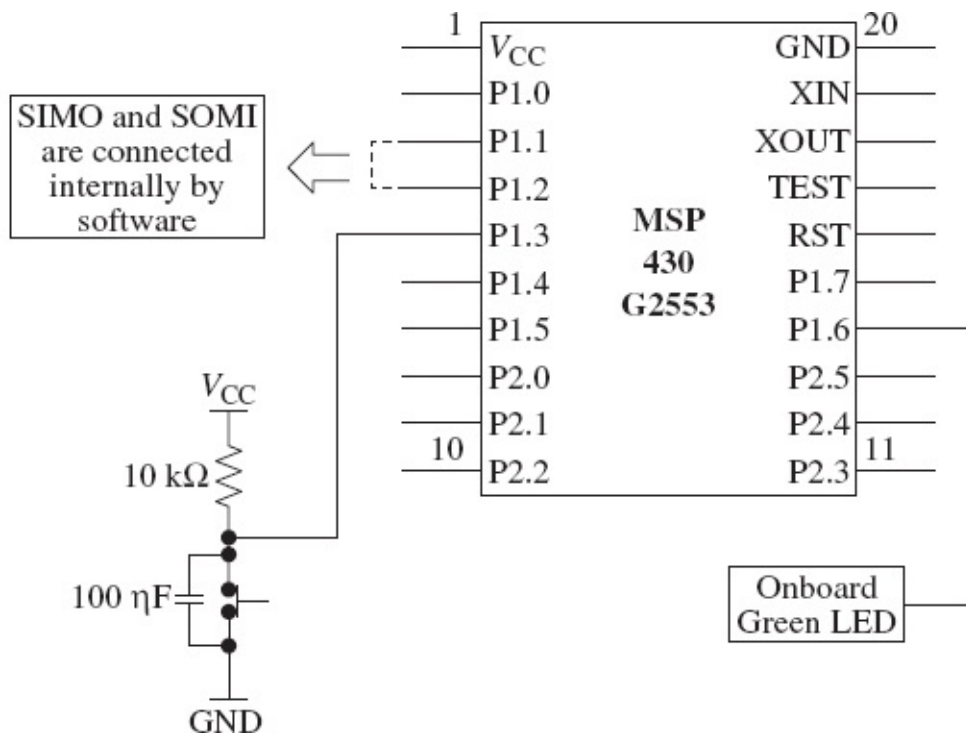 1
20
V_CC
GND
P1.0
XIN
SIMO and SOMI
are connected
internally by
software
P1.1
XOUT
P1.2
TEST
MSP
430
G2553
P1.3
RST
P1.4
P1.7
P1.5
P1.6
P2.0
P2.5
P2.1
P2.4
10
11
P2.2
P2.3
V_CC
10 kΩ
100 ηF
GND
Onboard
Green LED